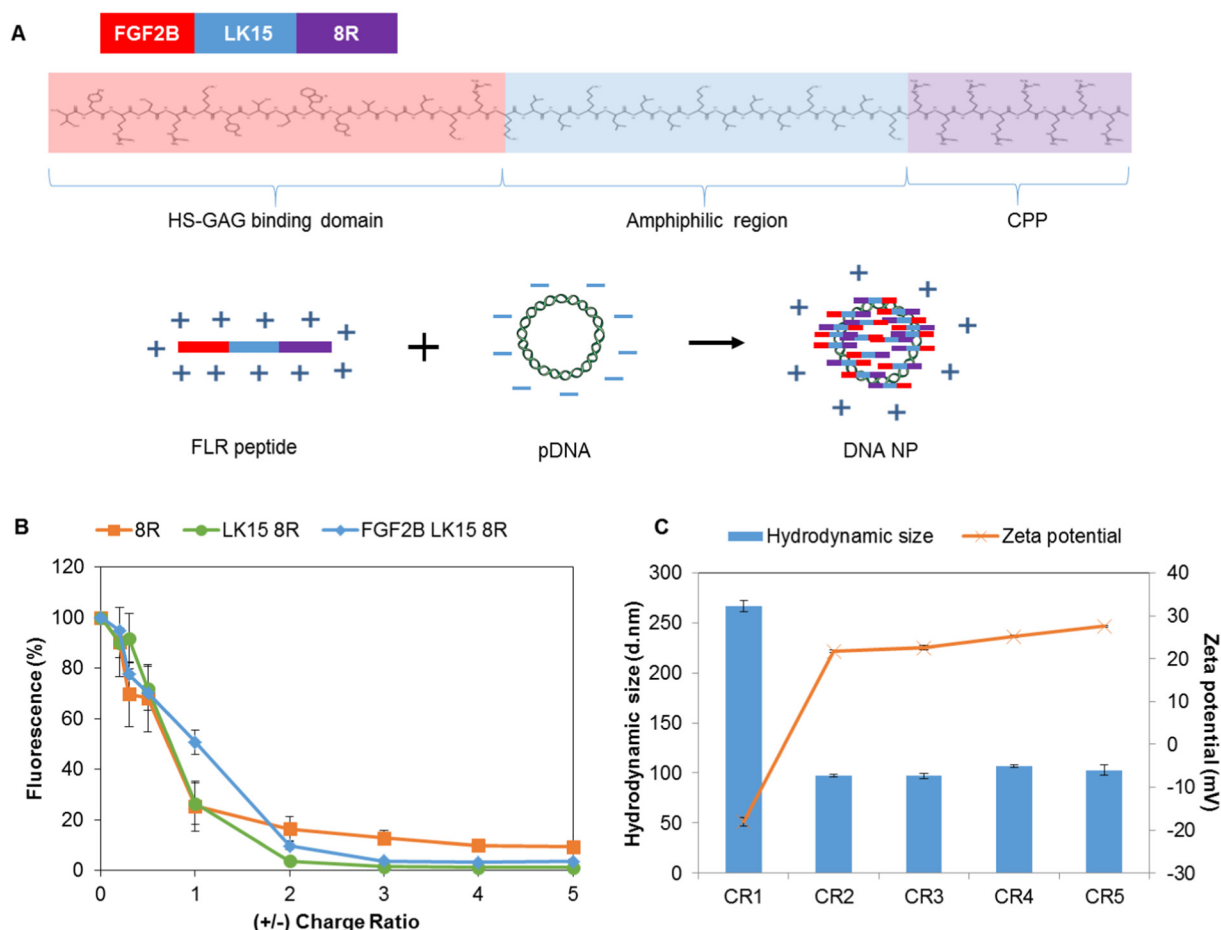 A
FGF2B LK15 8R
HS-GAG binding domain Amphiphilic region CPP
+ + + + + + + + + + +
+
FLR peptide pDNA DNA NP
B
8R LK15 8R FGF2B LK15 8R
Fluorescence (%)
120
100
80
60
40
20
0
0 1 2 3 4 5
(+/-) Charge Ratio
C
Hydrodynamic size Zeta potential
Hydrodynamic size (d.nm)
300
250
200
150
100
50
0
40
30
20
10
0
-10
-20
-30
Zeta potential (mV)
CR1 CR2 CR3 CR4 CR5